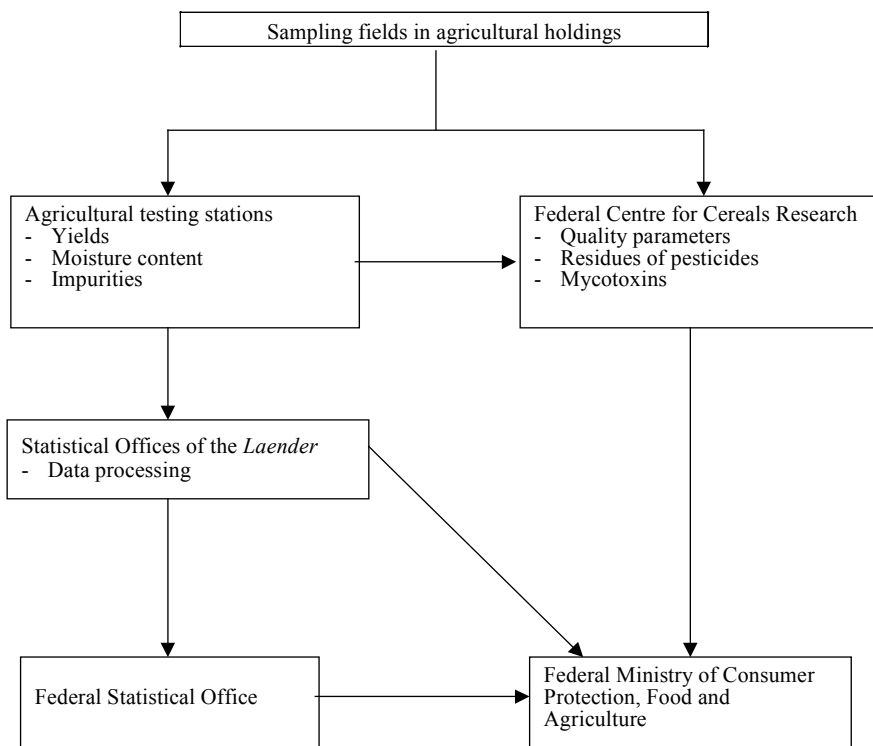 Sampling fields in agricultural holdings
Agricultural testing stations
- Yields
- Moisture content
- Impurities
Federal Centre for Cereals Research
- Quality parameters
- Residues of pesticides
- Mycotoxins
Statistical Offices of the Laender
- Data processing
Federal Statistical Office
Federal Ministry of Consumer
Protection, Food and
Agriculture